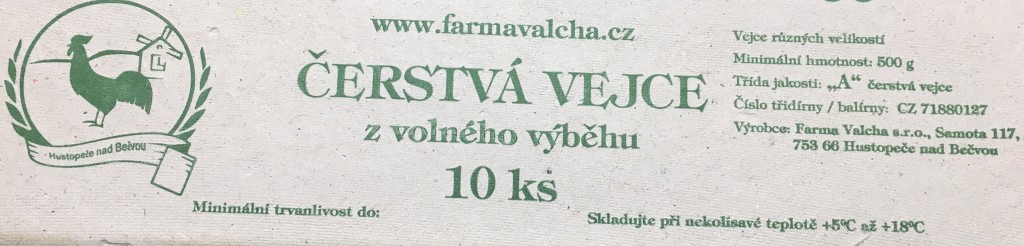 www.farmavalcha.cz
ČERSTVÁ VEJCE
z volného výběhu
10 ks
Hustopeče nad Bečvou
Vejce různých velikostí
Minimální hmotnost: 500 g
Třída jakosti: „A“ čerstvá vejce
Číslo třídírny / balírny: CZ 71880127
Výrobce: Farma Valcha s.r.o., Samota 117,
753 66 Hustopeče nad Bečvou
Minimální trvanlivost do:
Skladujte při nekolísavé teplotě +5°C až +18°C